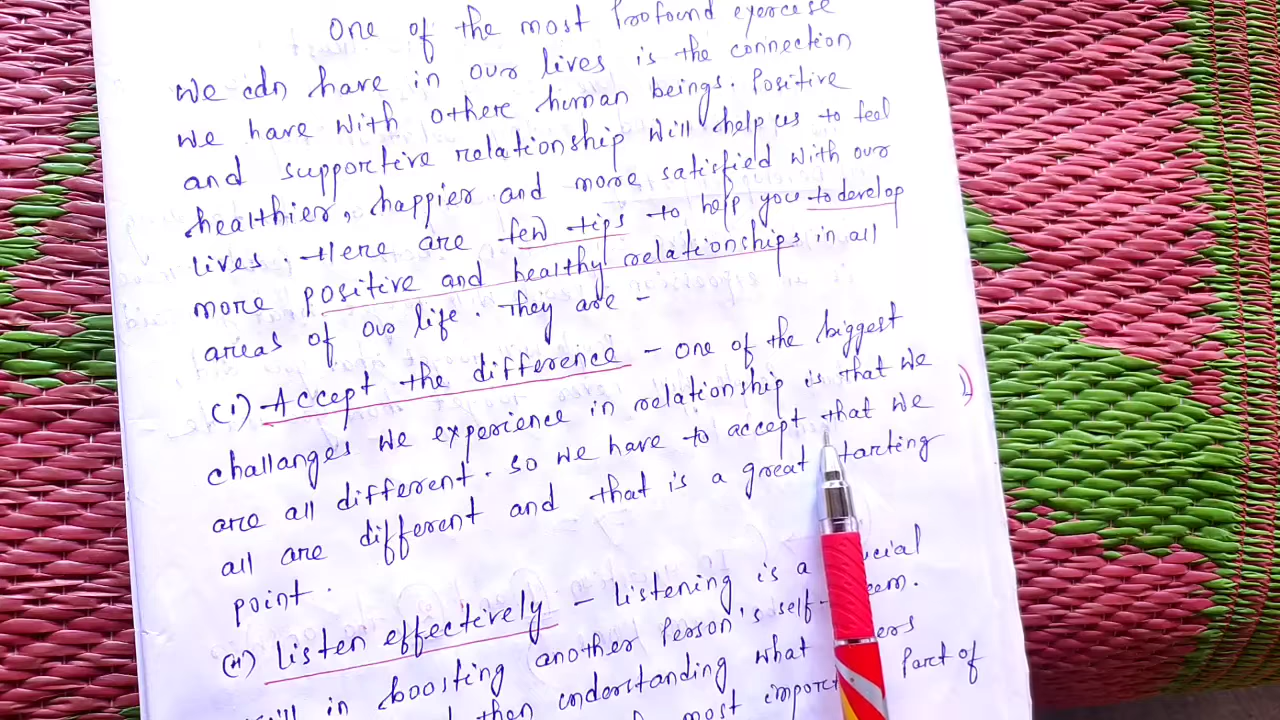 One of the most Profound exercese
We can have in our lives is the connection
We have With othere human beings. Positive
and supportive relationship Will help us to feel
healthier, happier and more satisfied With our
lives. Here are few tips to help you to develop
more positive and healthy relationships in all
areas of our life. They are -
(i) Accept the difference - One of the biggest
challanges We experience in relationship is that We
are all different. So We have to accept that We
all are different and that is a great starting
point.
(ii) Listen effectively - Listening is a
in boosting another Person's self-
then understanding what
most Part of